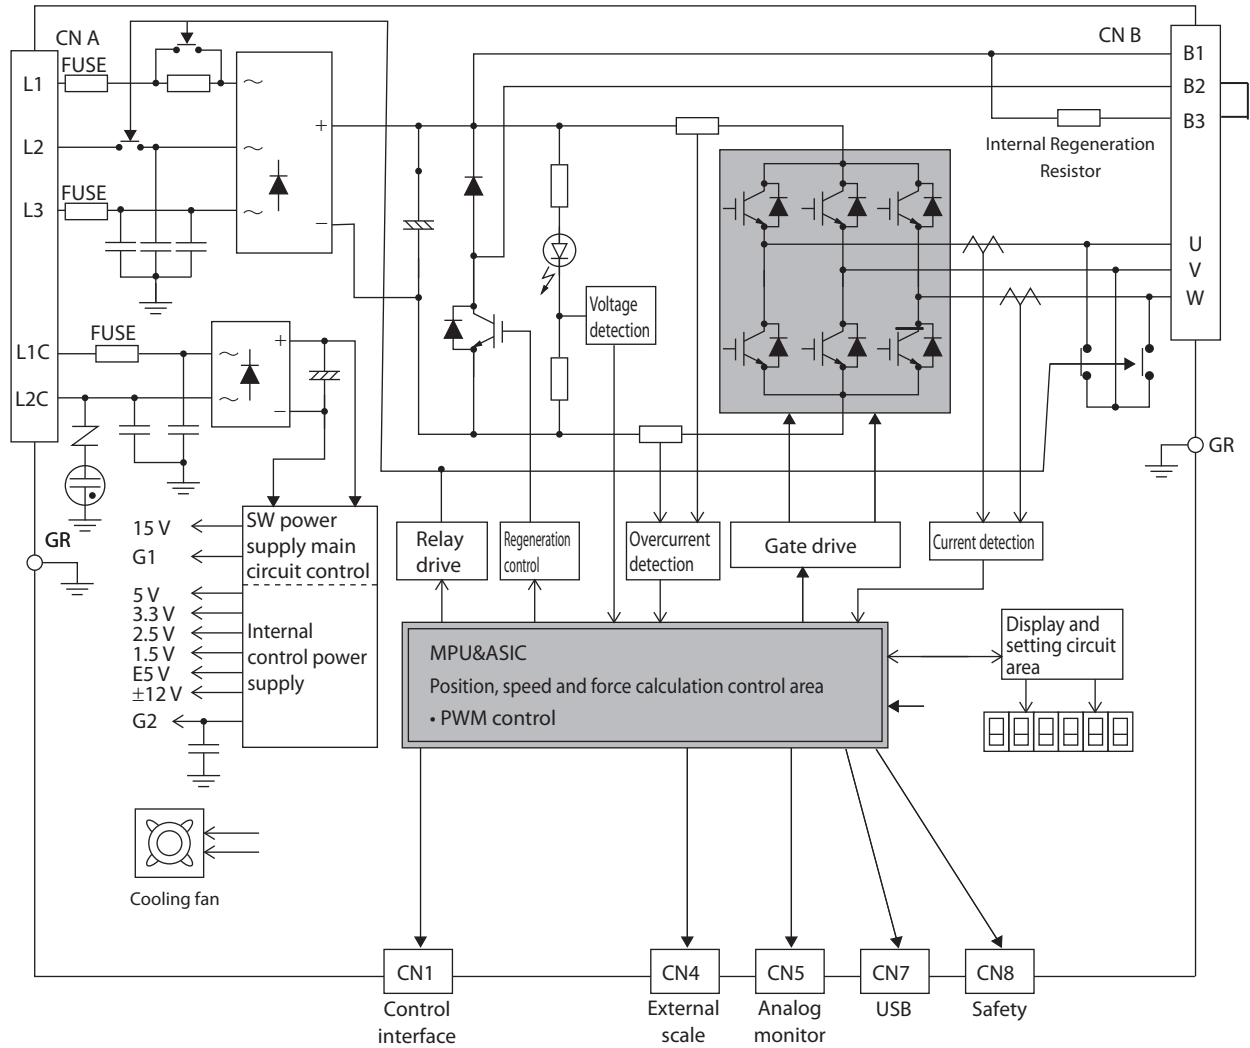 CN A
CN B
FUSE
L1
L2
FUSE
L3
FUSE
L1C
L2C
GR
+
−
+
−
B1
B2
B3
Internal Regeneration
Resistor
U
V
W
GR
Voltage
detection
SW power
supply main
circuit control
Internal
control power
supply
15 V
G1
5 V
3.3 V
2.5 V
1.5 V
E5 V
±12 V
G2
Relay
drive
Regeneration
control
Overcurrent
detection
Gate drive
Current detection
MPU&ASIC
Position, speed and force calculation control area
• PWM control
Display and
setting circuit
area
Cooling fan
CN1
Control
interface
CN4
External
scale
CN5
Analog
monitor
CN7
USB
CN8
Safety